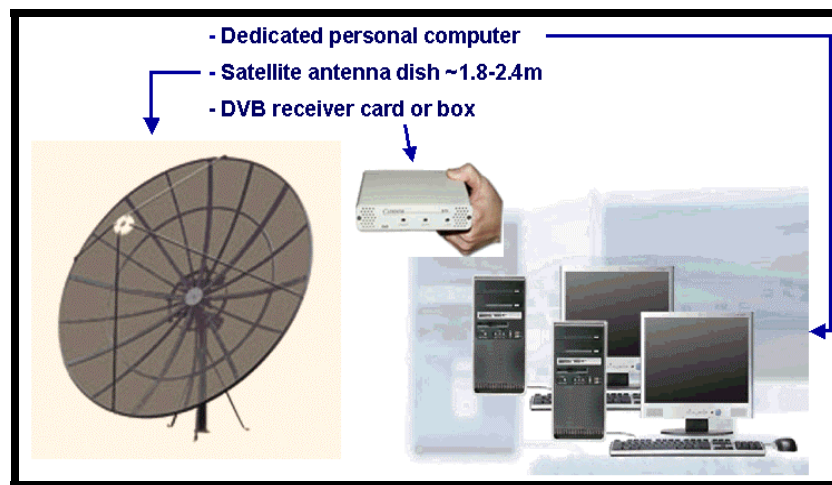 - Dedicated personal computer
- Satellite antenna dish ~1.8-2.4m
- DVB receiver card or box